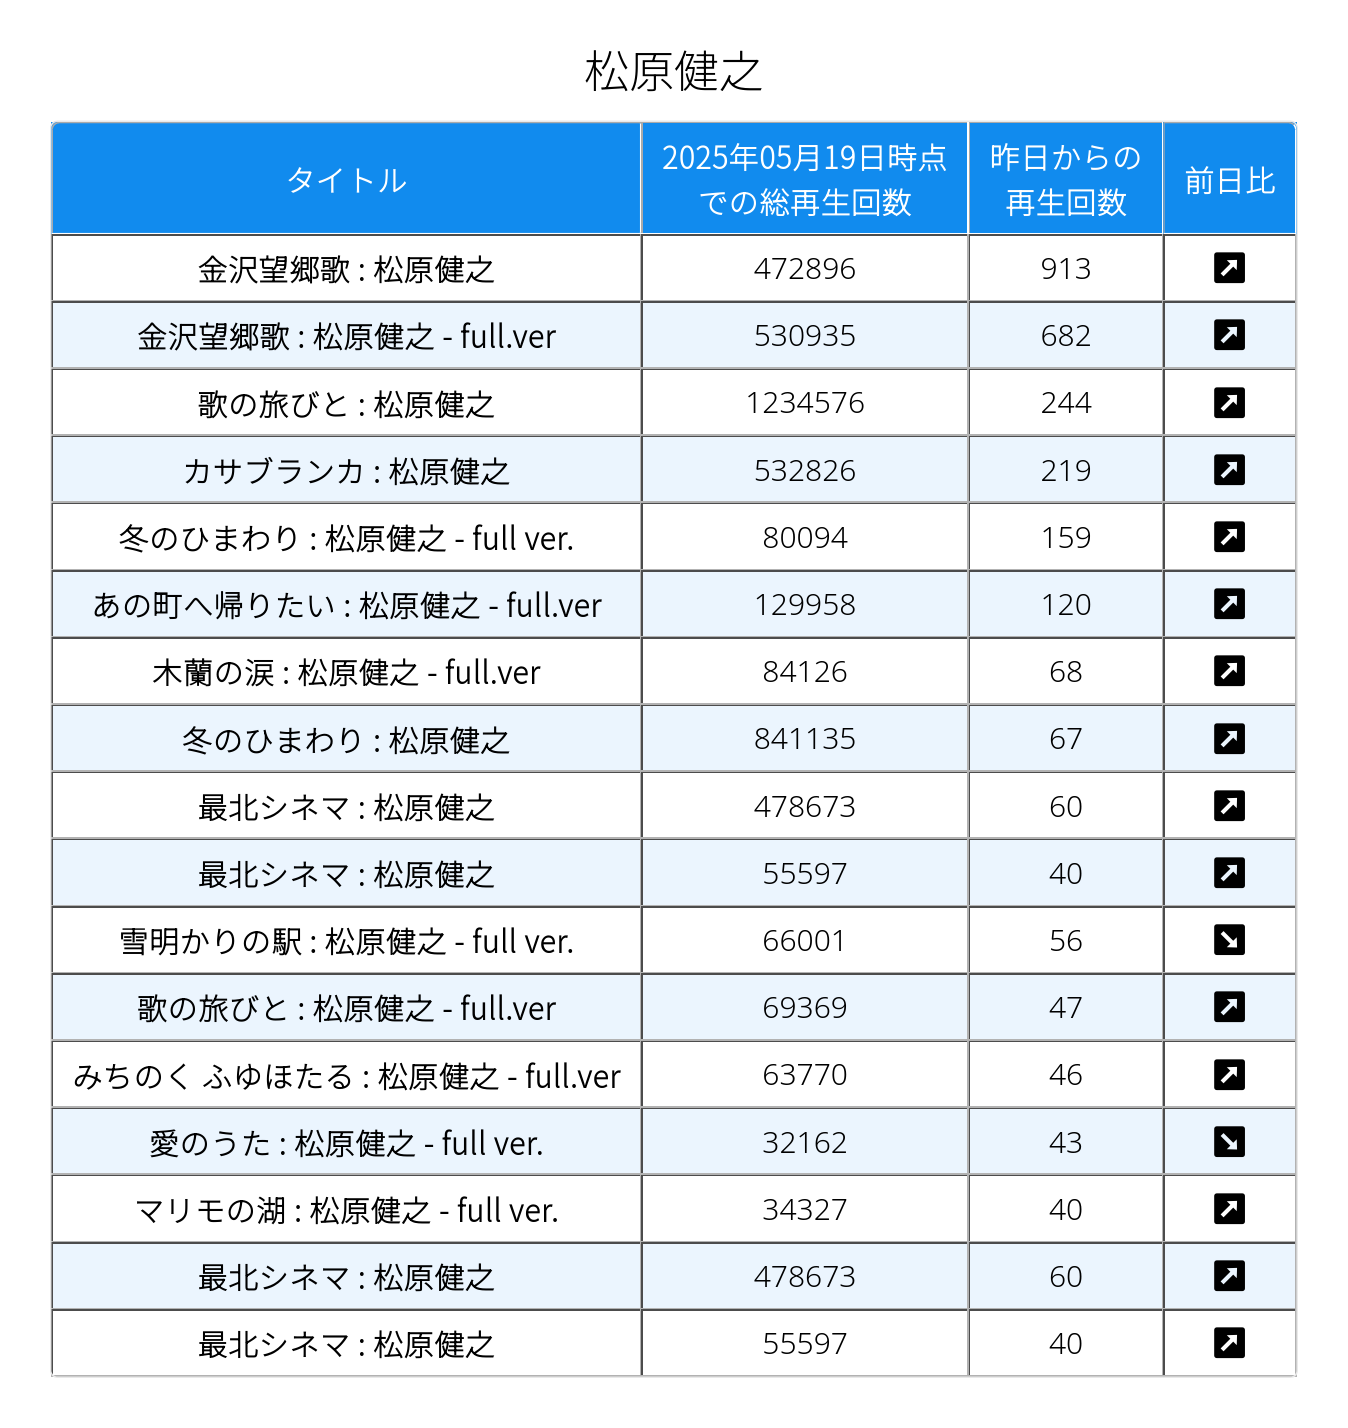 松原健之
タイトル 2025年05月19日時点での総再生回数 昨日からの再生回数 前日比
金沢望郷歌 : 松原健之 472896 913
金沢望郷歌 : 松原健之 - full.ver 530935 682
歌の旅びと : 松原健之 1234576 244
カサブランカ : 松原健之 532826 219
冬のひまわり : 松原健之 - full ver. 80094 159
あの町へ帰りたい : 松原健之 - full.ver 129958 120
木蘭の涙 : 松原健之 - full.ver 84126 68
冬のひまわり : 松原健之 841135 67
最北シネマ : 松原健之 478673 60
最北シネマ : 松原健之 55597 40
雪明かりの駅 : 松原健之 - full ver. 66001 56
歌の旅びと : 松原健之 - full.ver 69369 47
みちのく ふゆほたる : 松原健之 - full.ver 63770 46
愛のうた : 松原健之 - full ver. 32162 43
マリモの湖 : 松原健之 - full ver. 34327 40
最北シネマ : 松原健之 478673 60
最北シネマ : 松原健之 55597 40